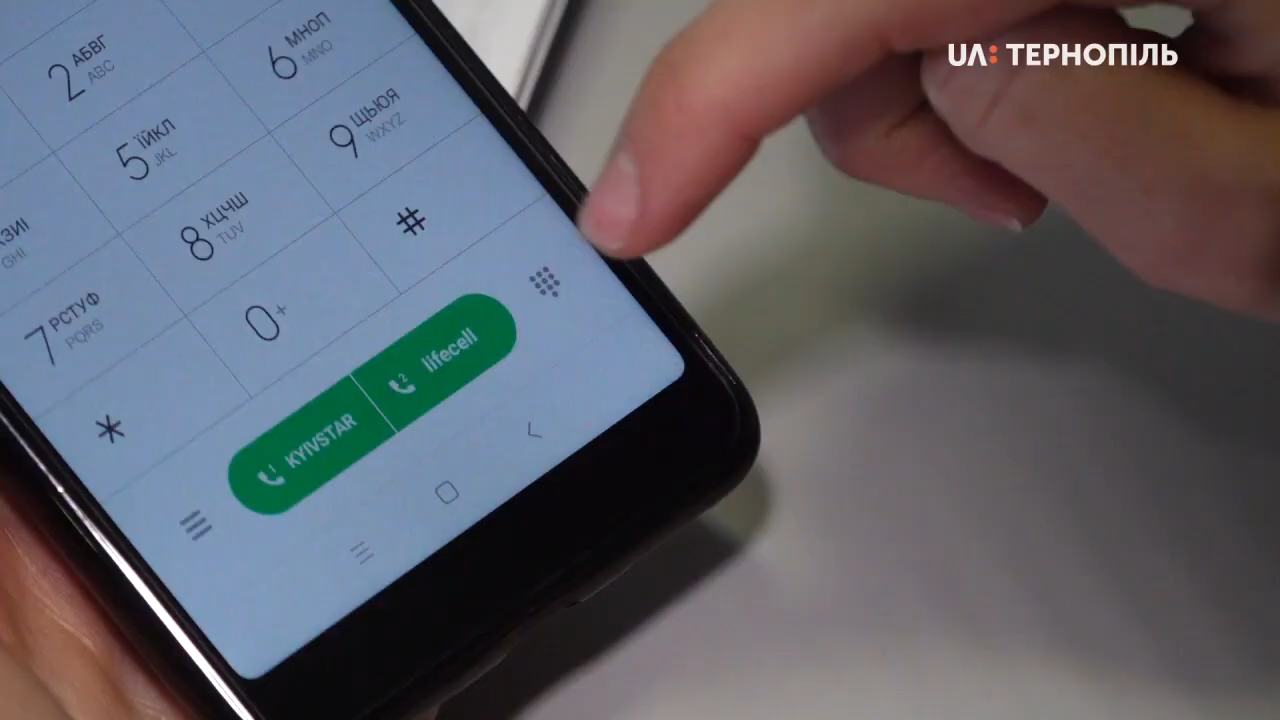 UA: ТЕРНОПІЛЬ
2 АБВГ
ABC
6 МНОП
MNO
5 ЇЙКЛ
JKL
9 ЩЬЮЯ
WXYZ
ЗИІ
GHI
8 ХЦЧШ
TUV
#
7 РСТУФ
PQRS
0+
*
1 KYIVSTAR
2 lifecell